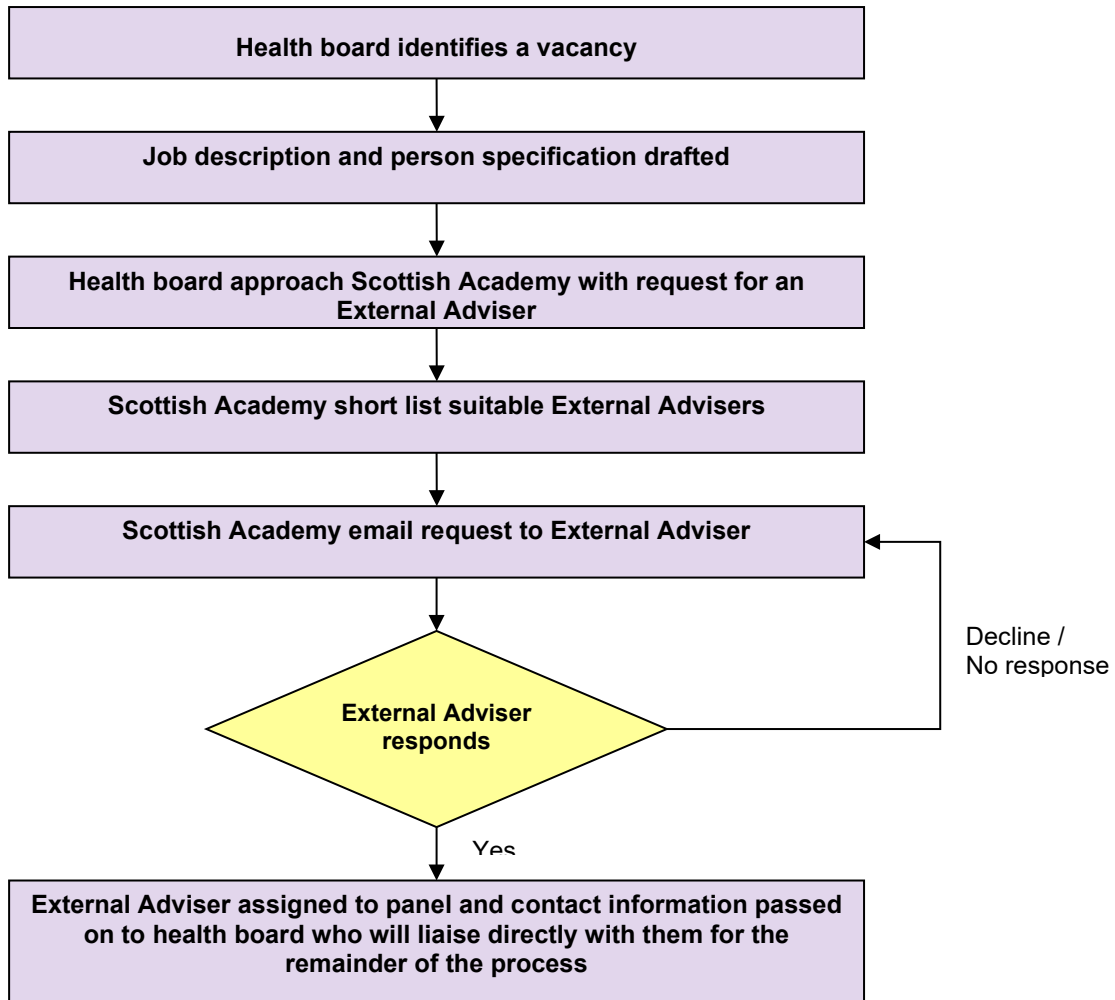 Health board identifies a vacancy
Job description and person specification drafted
Health board approach Scottish Academy with request for an
External Adviser
Scottish Academy short list suitable External Advisers
Scottish Academy email request to External Adviser
Decline /
No response
External Adviser
responds
Yes
External Adviser assigned to panel and contact information passed
on to health board who will liaise directly with them for the
remainder of the process